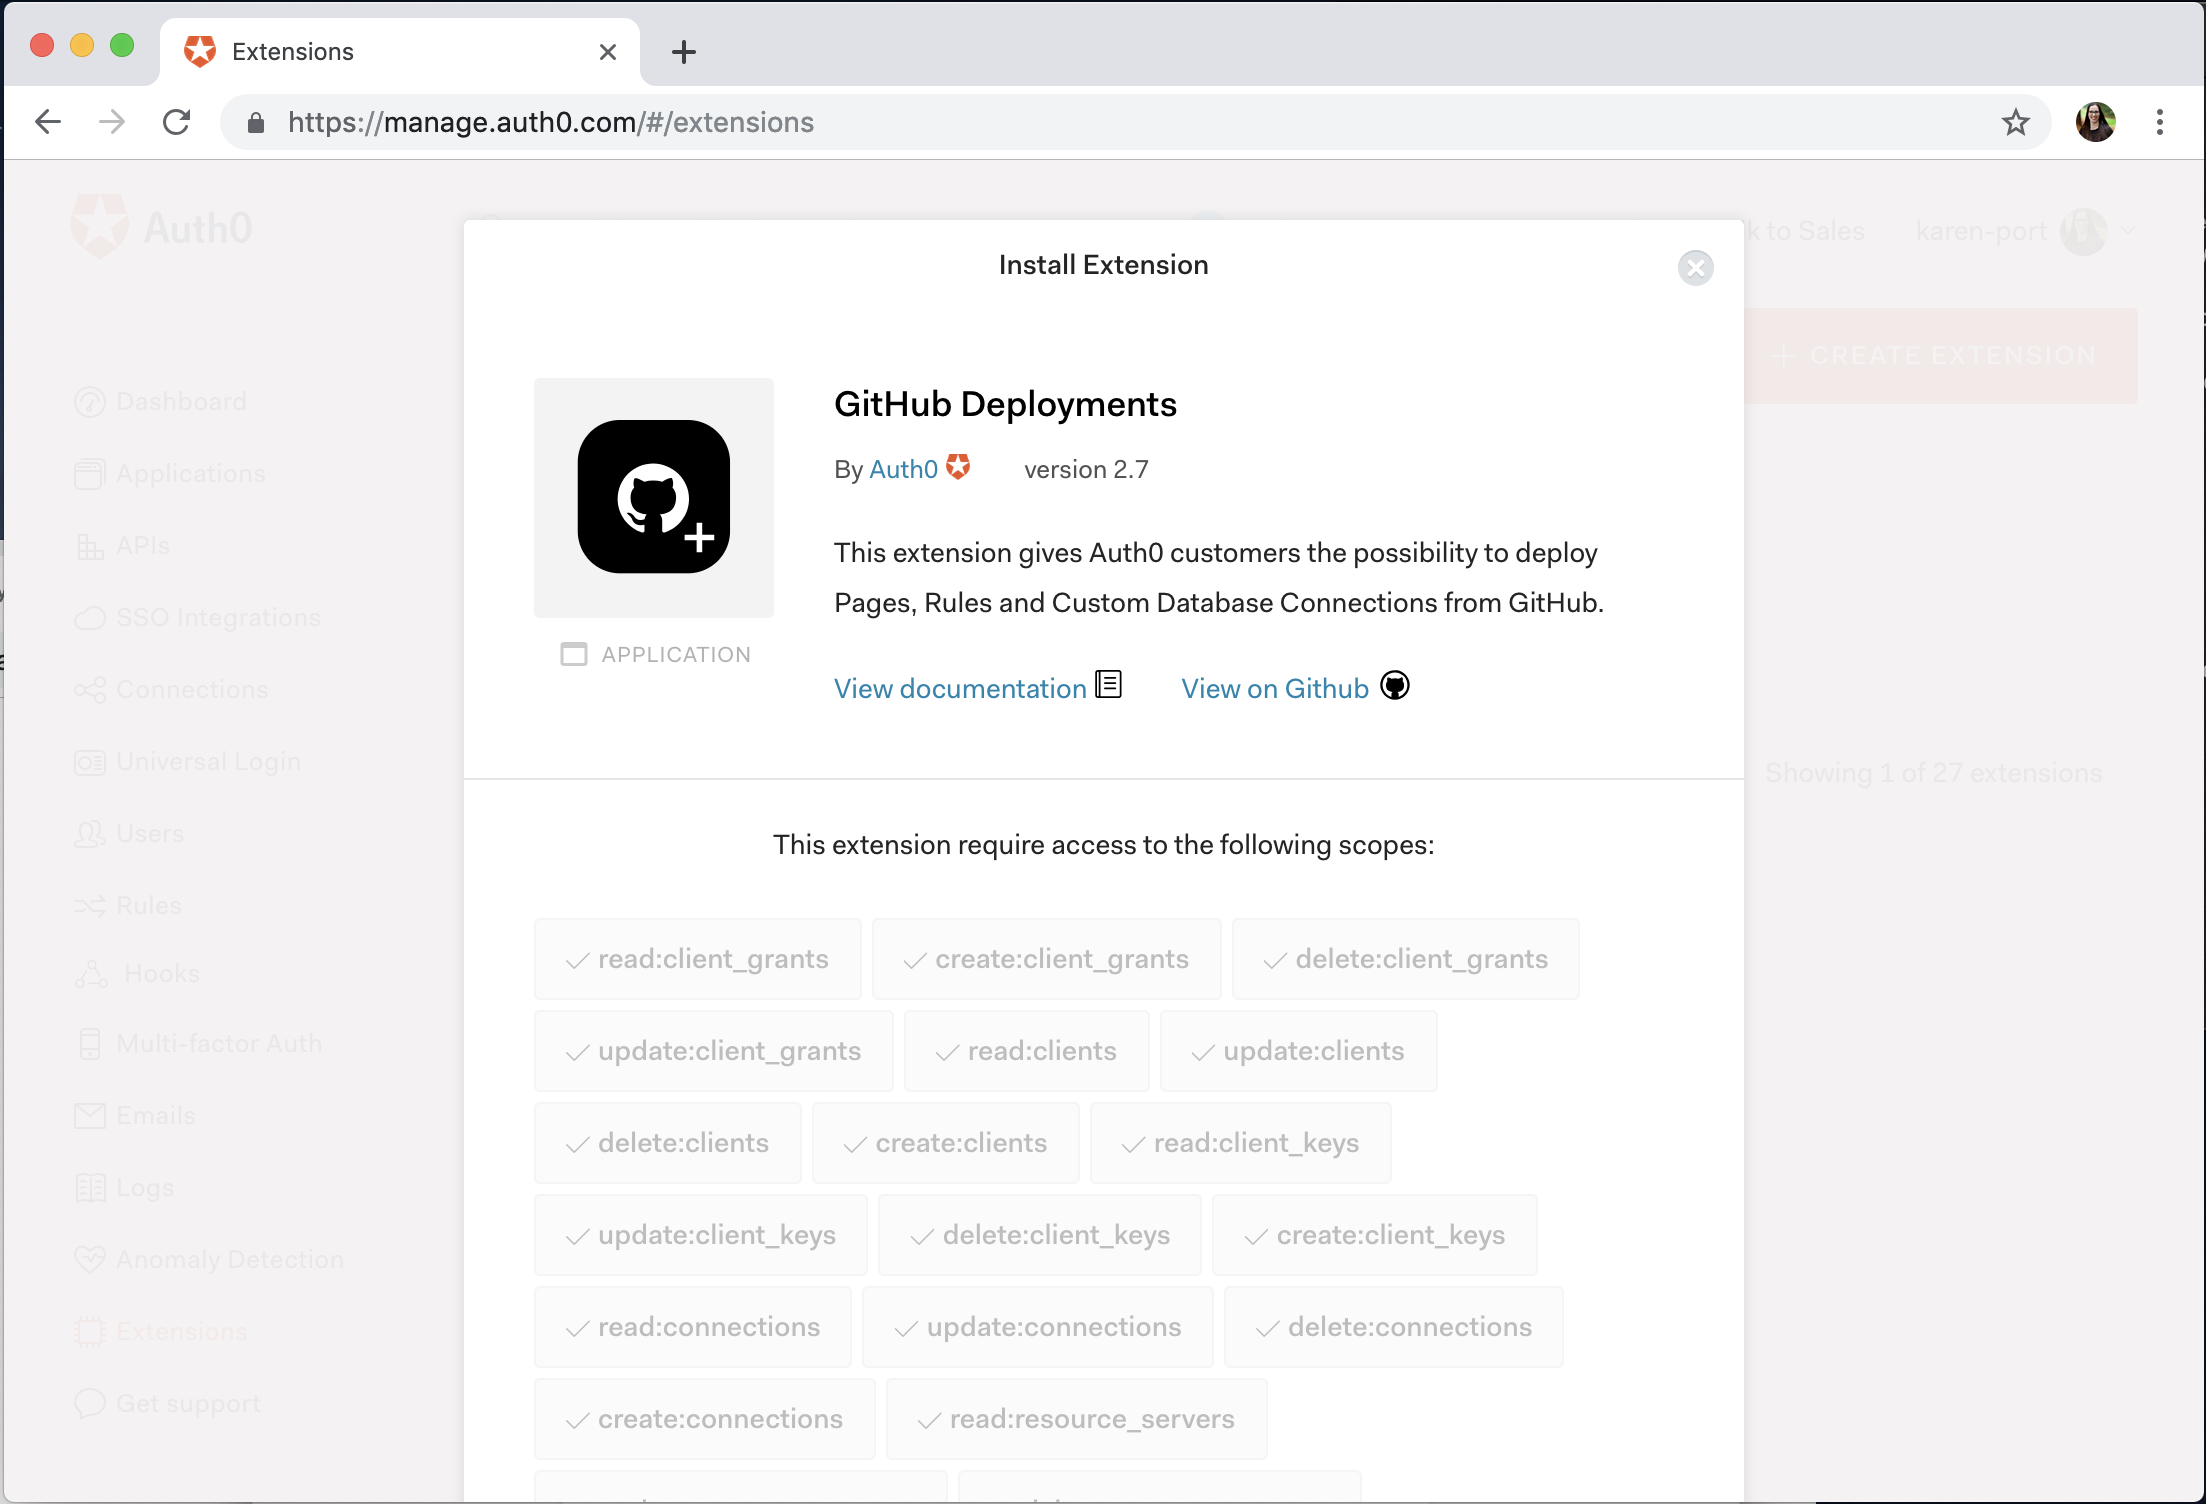 Extensions
https://manage.auth0.com/#/extensions
Auth0
k to Sales
karen-port
+ CREATE EXTENSION
Dashboard
Applications
APIs
SSO Integrations
Connections
Universal Login
Users
Rules
Hooks
Multi-factor Auth
Emails
Logs
Anomaly Detection
Extensions
Get support
Showing 1 of 27 extensions
Install Extension
GitHub Deployments
By Auth0
version 2.7
This extension gives Auth0 customers the possibility to deploy
Pages, Rules and Custom Database Connections from GitHub.
APPLICATION
View documentation
View on Github
This extension require access to the following scopes:
read:client_grants
create:client_grants
delete:client_grants
update:client_grants
read:clients
update:clients
delete:clients
create:clients
read:client_keys
update:client_keys
delete:client_keys
create:client_keys
read:connections
update:connections
delete:connections
create:connections
read:resource_servers